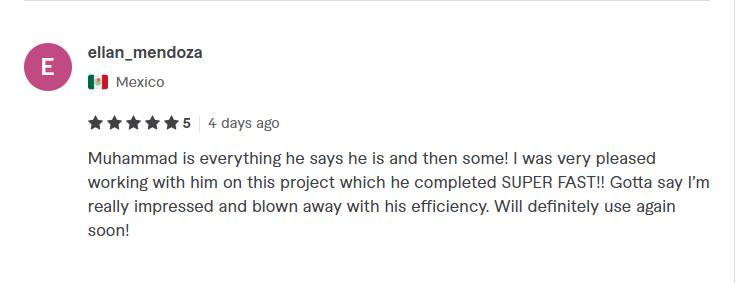 E
ellan_mendoza
Mexico
★★★★★ 5 | 4 days ago
Muhammad is everything he says he is and then some! I was very pleased
working with him on this project which he completed SUPER FAST!! Gotta say I’m
really impressed and blown away with his efficiency. Will definitely use again
soon!